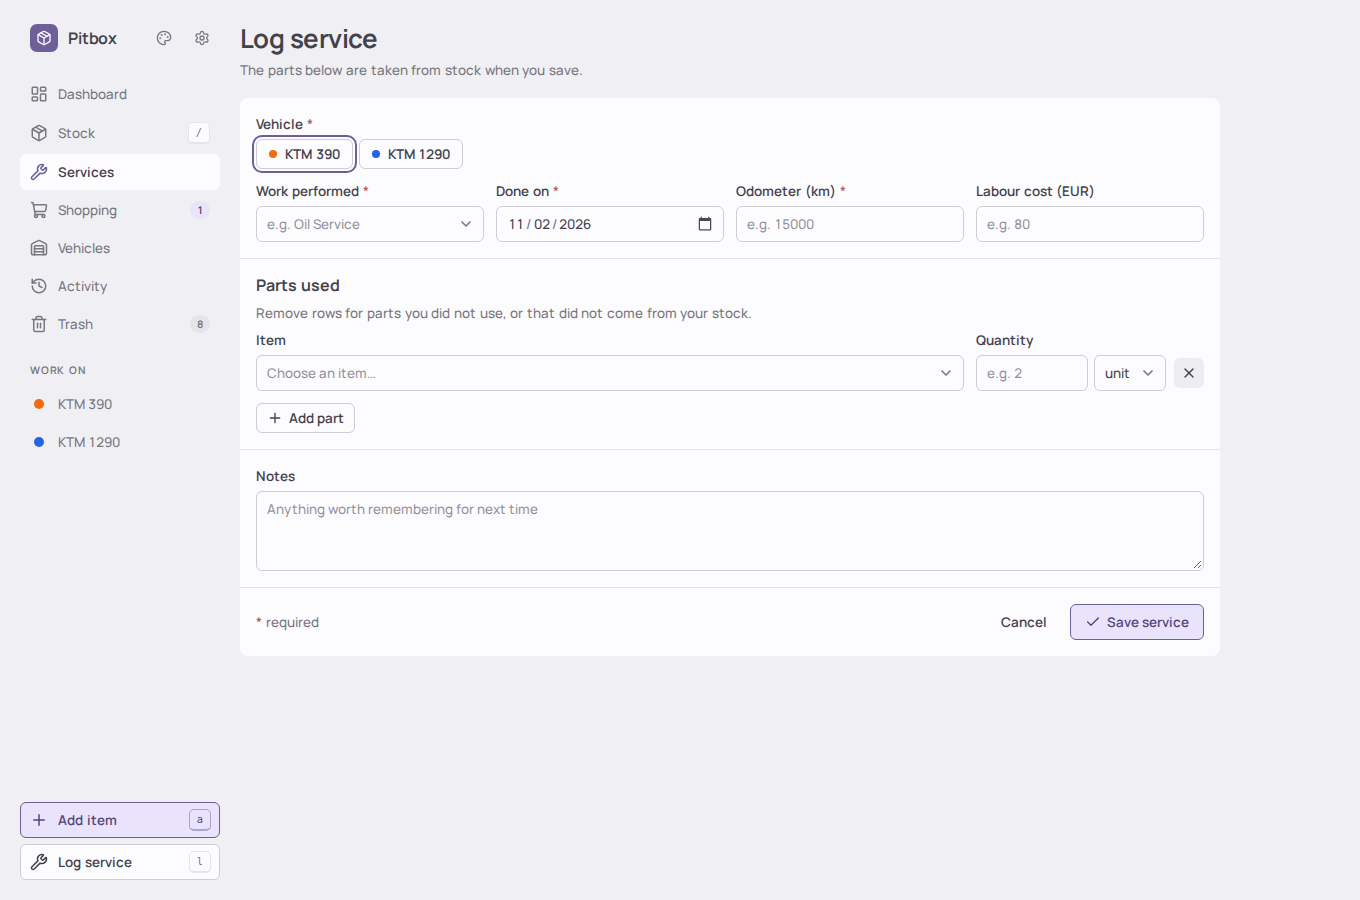 Pitbox
Dashboard
Stock /
Services
Shopping 1
Vehicles
Activity
Trash 8
WORK ON
KTM 390
KTM 1290
Add item a
Log service l
Log service
The parts below are taken from stock when you save.
Vehicle *
KTM 390 KTM 1290
Work performed * Done on * Odometer (km) * Labour cost (EUR)
e.g. Oil Service 11/02/2026 e.g. 15000 e.g. 80
Parts used
Remove rows for parts you did not use, or that did not come from your stock.
Item Quantity
Choose an item... e.g. 2 unit
Add part
Notes
Anything worth remembering for next time
* required Cancel Save service